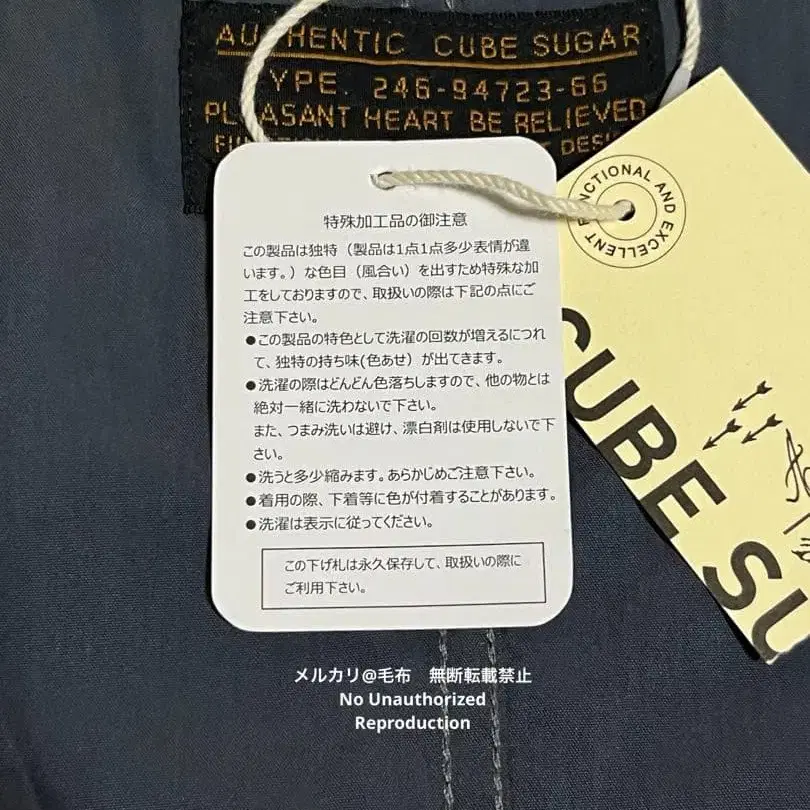 AUTHENTIC CUBE SUGAR
YPE. 246-94723-66
PLEASANT HEART BE RELIEVED
FUNCTIONAL AND EXCELLENT
CUBE SU
特殊加工品の御注意
この製品は独特（製品は1点1点多少表情が違
います。）な色目（風合い）を出すため特殊な加
工をしておりますので、取扱いの際は下記の点にご
注意下さい。
●この製品の特色として洗濯の回数が増えるにつれ
て、独特の持ち味(色あせ）が出てきます。
●洗濯の際はどんどん色落ちしますので、他の物とは
絶対一緒に洗わないで下さい。
また、つまみ洗いは避け、漂白剤は使用しないで下
さい。
●洗うと多少縮みます。あらかじめご注意下さい。
●着用の際、下着等に色が付着することがあります。
●洗濯は表示に従ってください。
この下げ札は永久保存して、取扱いの際に
ご利用下さい。
メルカリ@毛布　無断転載禁止
No Unauthorized
Reproduction